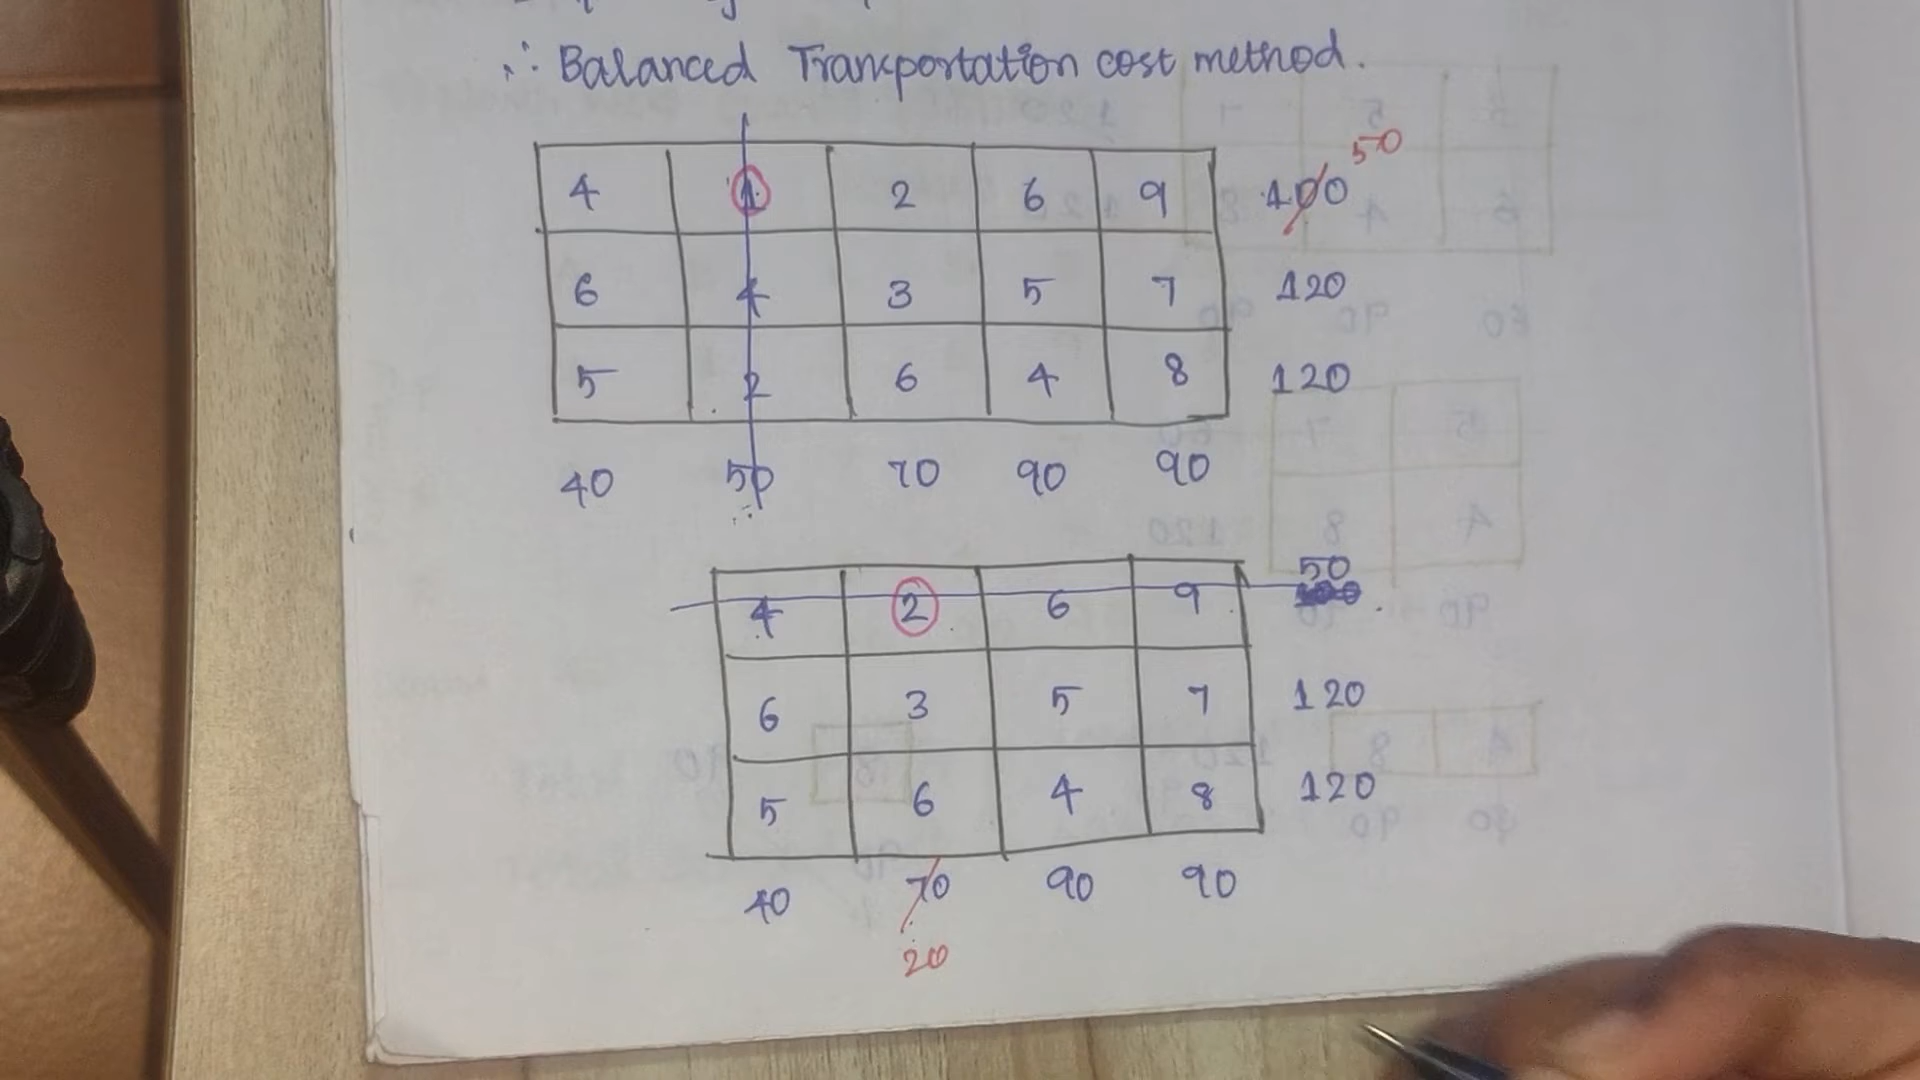 ∴ Balanced Transportation cost method.
50
4 1 2 6 9 100
6 4 3 5 7 120
5 2 6 4 8 120
40 50 70 90 90
50
4 2 6 9
6 3 5 7 120
5 6 4 8 120
40 70 90 90
20